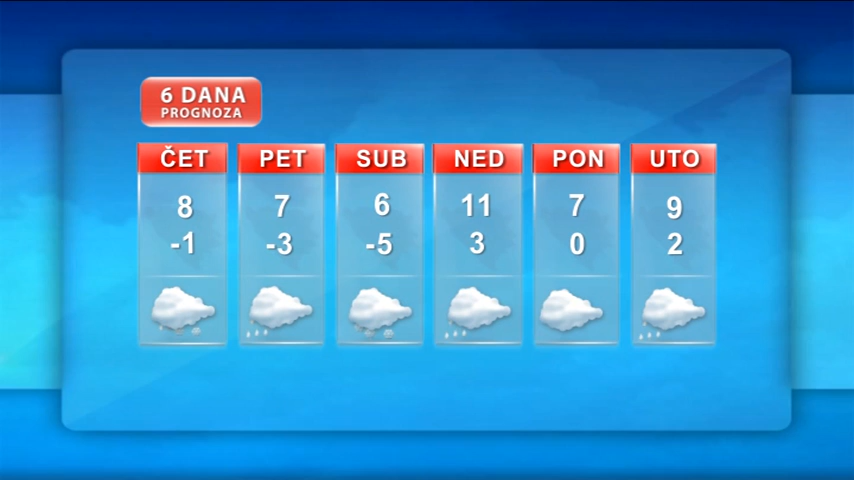 6 DANA
PROGNOZA
ČET PET SUB NED PON UTO
8 7 6 11 7 9
-1 -3 -5 3 0 2